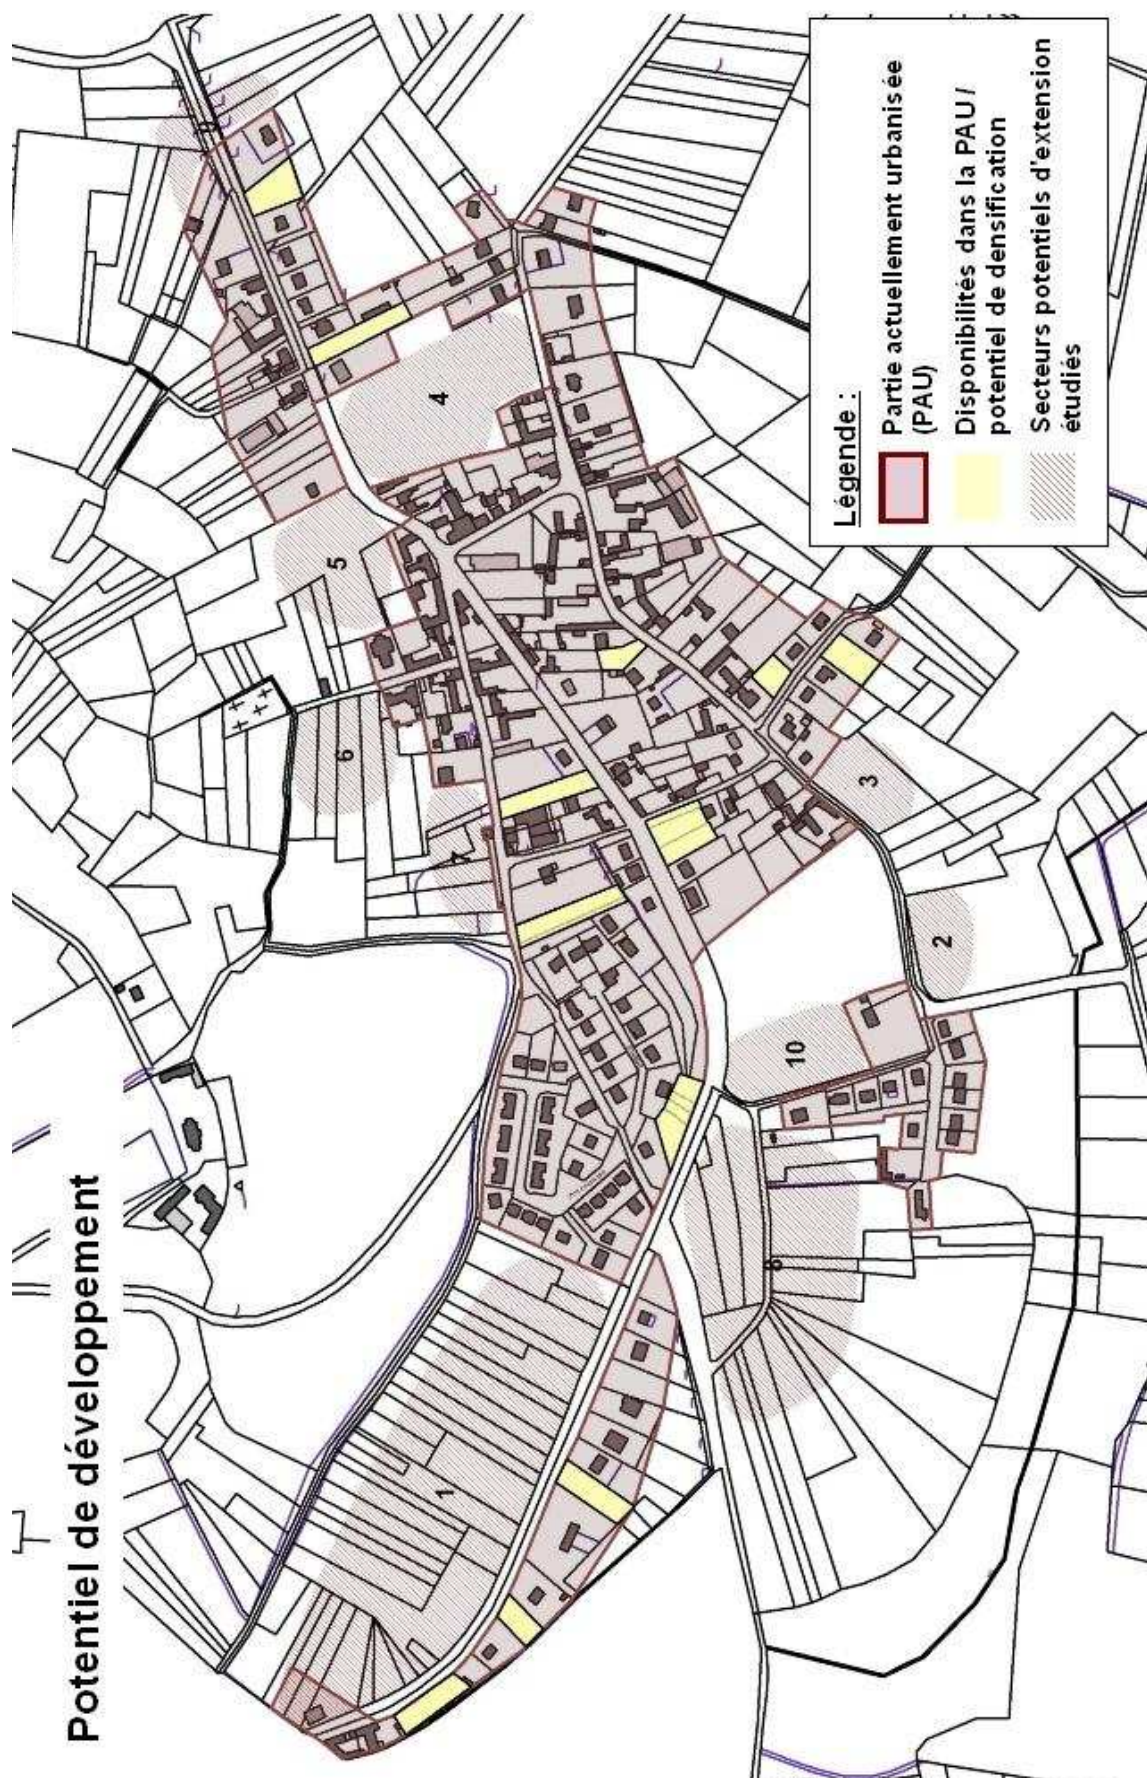 Potentiel de développement
1
2
3
4
5
6
7
8
9
10
Légende :
Partie actuellement urbanisée
(PAU)
Disponibilités dans la PAU /
potentiel de densification
Secteurs potentiels d'extension
étudiés